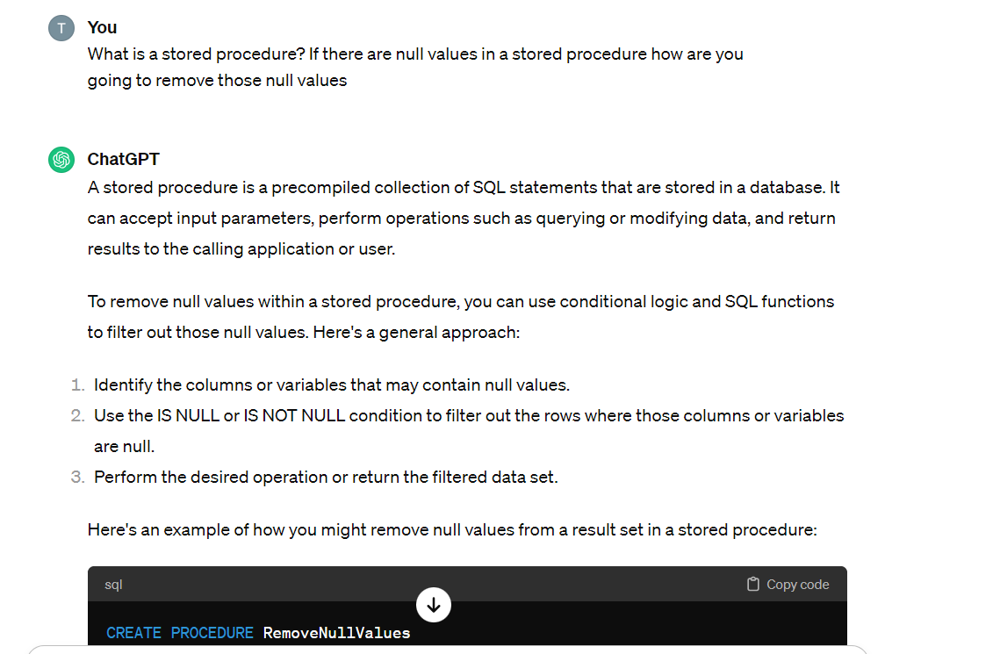 T
You
What is a stored procedure? If there are null values in a stored procedure how are you
going to remove those null values
ChatGPT
A stored procedure is a precompiled collection of SQL statements that are stored in a database. It
can accept input parameters, perform operations such as querying or modifying data, and return
results to the calling application or user.
To remove null values within a stored procedure, you can use conditional logic and SQL functions
to filter out those null values. Here's a general approach:
1. Identify the columns or variables that may contain null values.
2. Use the IS NULL or IS NOT NULL condition to filter out the rows where those columns or variables
are null.
3. Perform the desired operation or return the filtered data set.
Here's an example of how you might remove null values from a result set in a stored procedure:
sql Copy code
CREATE PROCEDURE RemoveNullValues